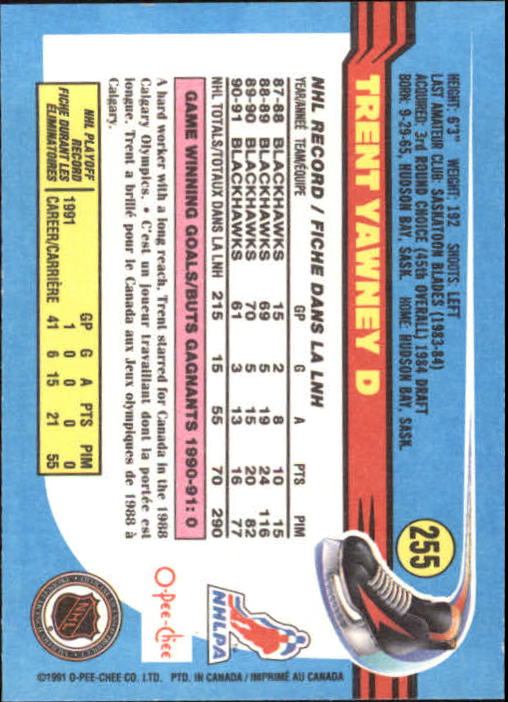 255
TRENT YAWNEY D
HEIGHT: 6'3" WEIGHT: 192 SHOOTS: LEFT
LAST AMATEUR CLUB: SASKATOON BLADES (1983-84)
ACQUIRED: 3rd ROUND CHOICE (45th OVERALL) 1984 DRAFT
BORN: 9-29-65, HUDSON BAY, SASK. HOME: HUDSON BAY, SASK.
NHL RECORD / FICHE DANS LA LNH
YEAR/ANNÉE TEAM/ÉQUIPE GP G A PTS PIM
87-88 BLACKHAWKS 15 2 8 10 15
88-89 BLACKHAWKS 69 5 19 24 116
89-90 BLACKHAWKS 70 5 15 20 82
90-91 BLACKHAWKS 61 3 13 16 77
NHL TOTALS/TOTAUX DANS LA LNH 215 15 55 70 290
GAME WINNING GOALS/BUTS GAGNANTS 1990-91: 0
A hard worker with a long reach, Trent starred for Canada in the 1988
Calgary Olympics. • C'est un joueur travaillant dont la portée est
longue. Trent a brillé pour le Canada aux Jeux olympiques de 1988 à
Calgary.
NHL PLAYOFF
RECORD
FICHE DURANT LES
ÉLIMINATOIRES
GP G A PTS PIM
1991 1 0 0 0 0
CAREER/CARRIÈRE 41 6 15 21 55
NHLPA
O-Pee-Chee
NHL
©1991 O-PEE-CHEE CO. LTD. PTD. IN CANADA / IMPRIMÉ AU CANADA